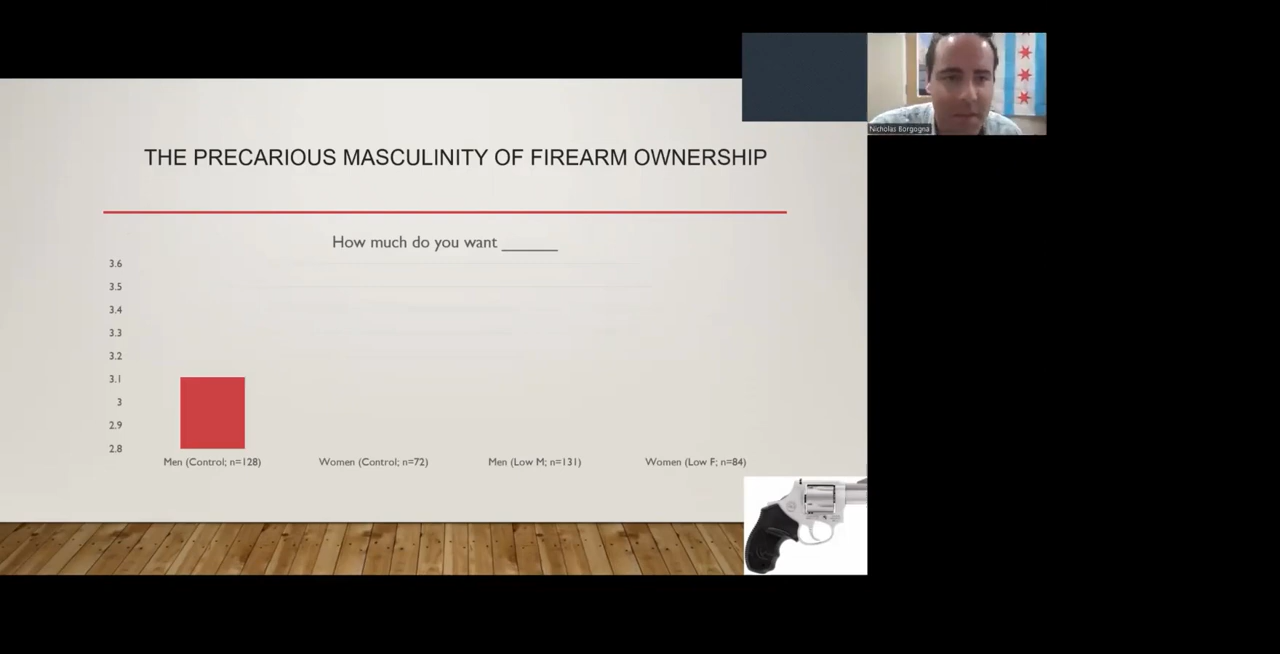 Nicholas Borgogna
THE PRECARIOUS MASCULINITY OF FIREARM OWNERSHIP
How much do you want ______
3.6
3.5
3.4
3.3
3.2
3.1
3
2.9
2.8
Men (Control; n=128) Women (Control; n=72) Men (Low M; n=131) Women (Low F; n=84)